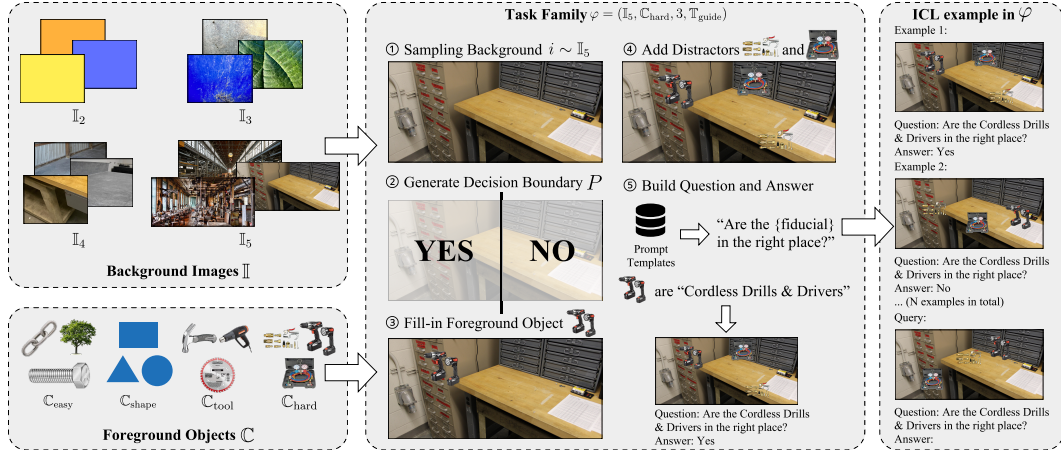 𝕀₂
𝕀₃
𝕀₄
𝕀₅
Background Images 𝕀
ℂeasy
ℂshape
ℂtool
ℂhard
Foreground Objects ℂ
Task Family φ = (𝕀₅, ℂhard, 3, 𝕋guide)
① Sampling Background i ∼ 𝕀₅
② Generate Decision Boundary P
YES
NO
③ Fill-in Foreground Object
④ Add Distractors and
⑤ Build Question and Answer
Prompt
Templates
“Are the {fiducial}
in the right place?”
are “Cordless Drills & Drivers”
Question: Are the Cordless Drills
& Drivers in the right place?
Answer: Yes
ICL example in φ
Example 1:
Question: Are the Cordless Drills
& Drivers in the right place?
Answer: Yes
Example 2:
Question: Are the Cordless Drills
& Drivers in the right place?
Answer: No
... (N examples in total)
Query:
Question: Are the Cordless Drills
& Drivers in the right place?
Answer: